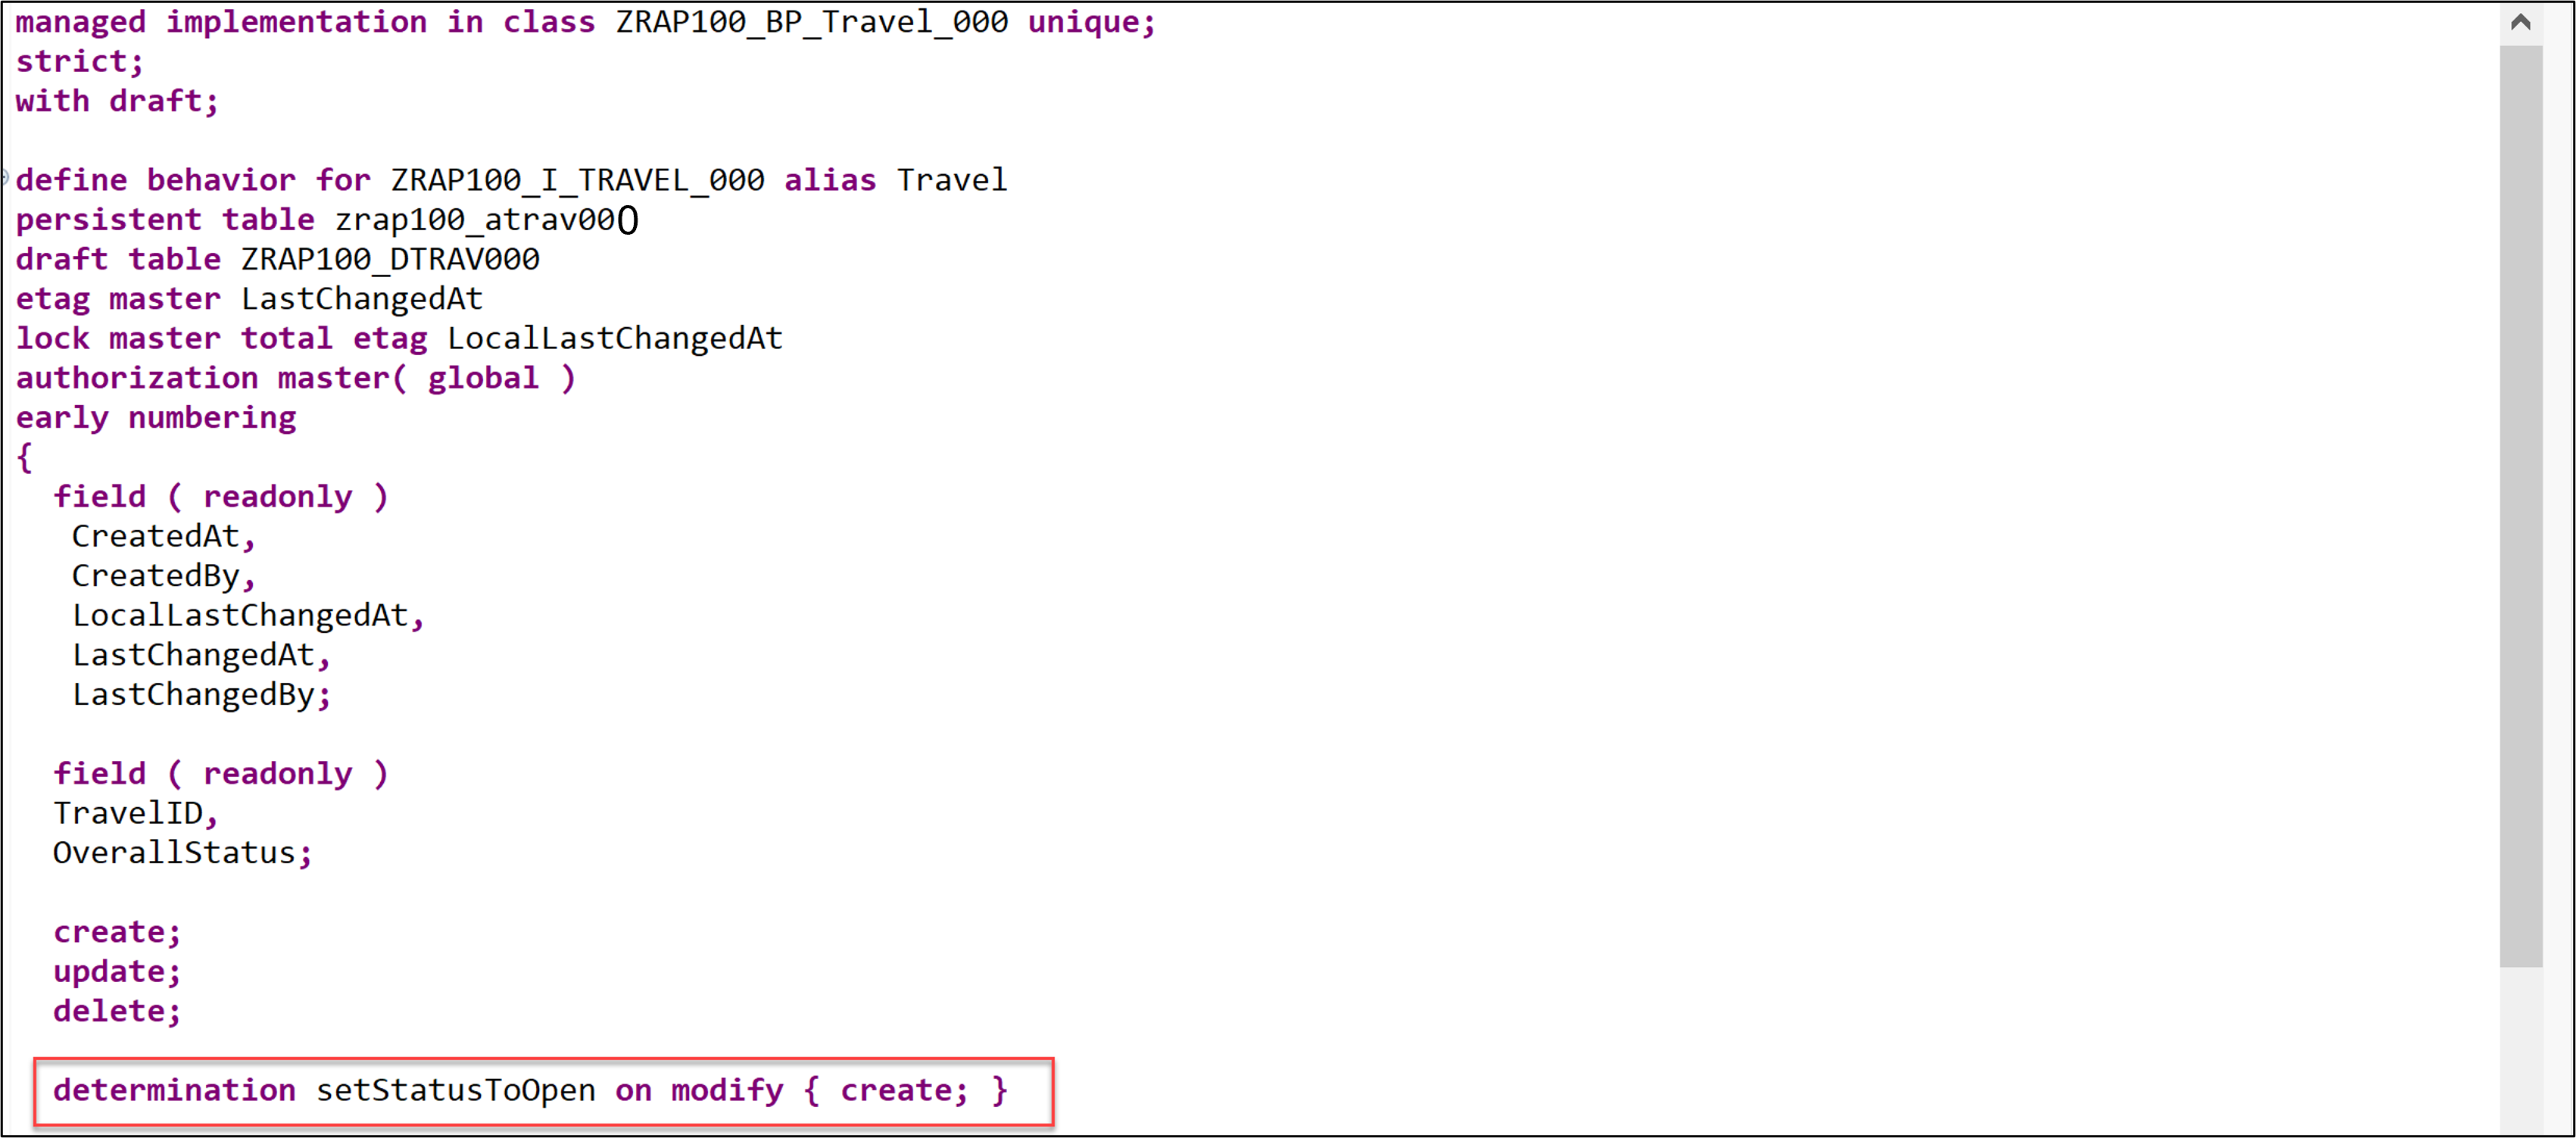 managed implementation in class ZRAP100_BP_Travel_000 unique;
strict;
with draft;
define behavior for ZRAP100_I_TRAVEL_000 alias Travel
persistent table zrap100_atrav000
draft table ZRAP100_DTRAV000
etag master LastChangedAt
lock master total etag LocalLastChangedAt
authorization master( global )
early numbering
{
field ( readonly )
CreatedAt,
CreatedBy,
LocalLastChangedAt,
LastChangedAt,
LastChangedBy;
field ( readonly )
TravelID,
OverallStatus;
create;
update;
delete;
determination setStatusToOpen on modify { create; }